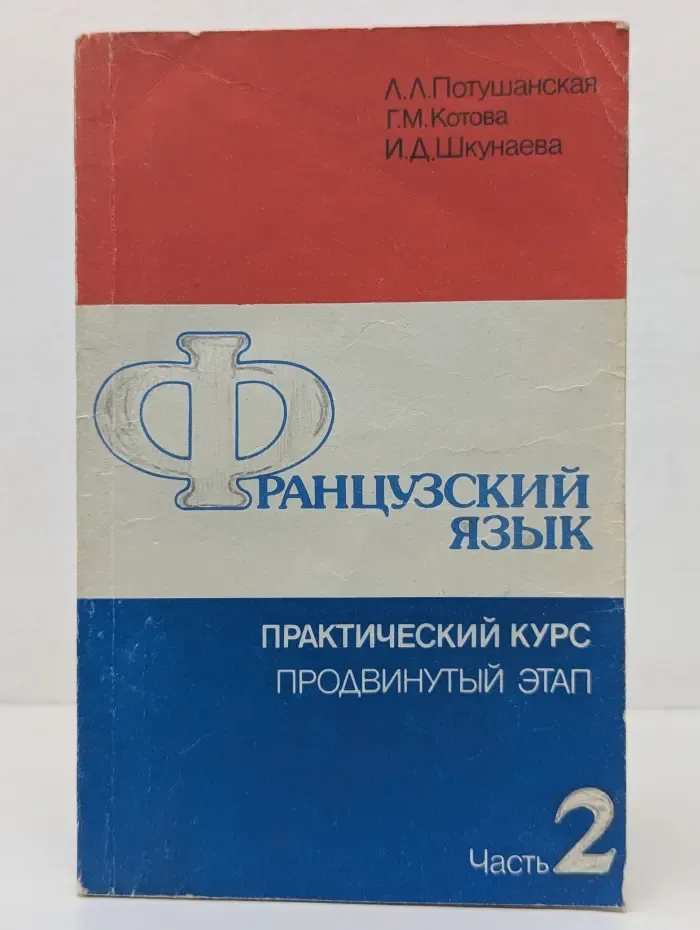 Л.Л.Потушанская
Г.М.Котова
И.Д.Шкунаева
ФРАНЦУЗСКИЙ
ЯЗЫК
ПРАКТИЧЕСКИЙ КУРС
ПРОДВИНУТЫЙ ЭТАП
Часть 2